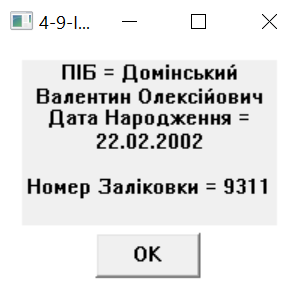 4-9-I...
ПІБ = Домінський
Валентин Олексійович
Дата Народження =
22.02.2002
Номер Заліковки = 9311
OK